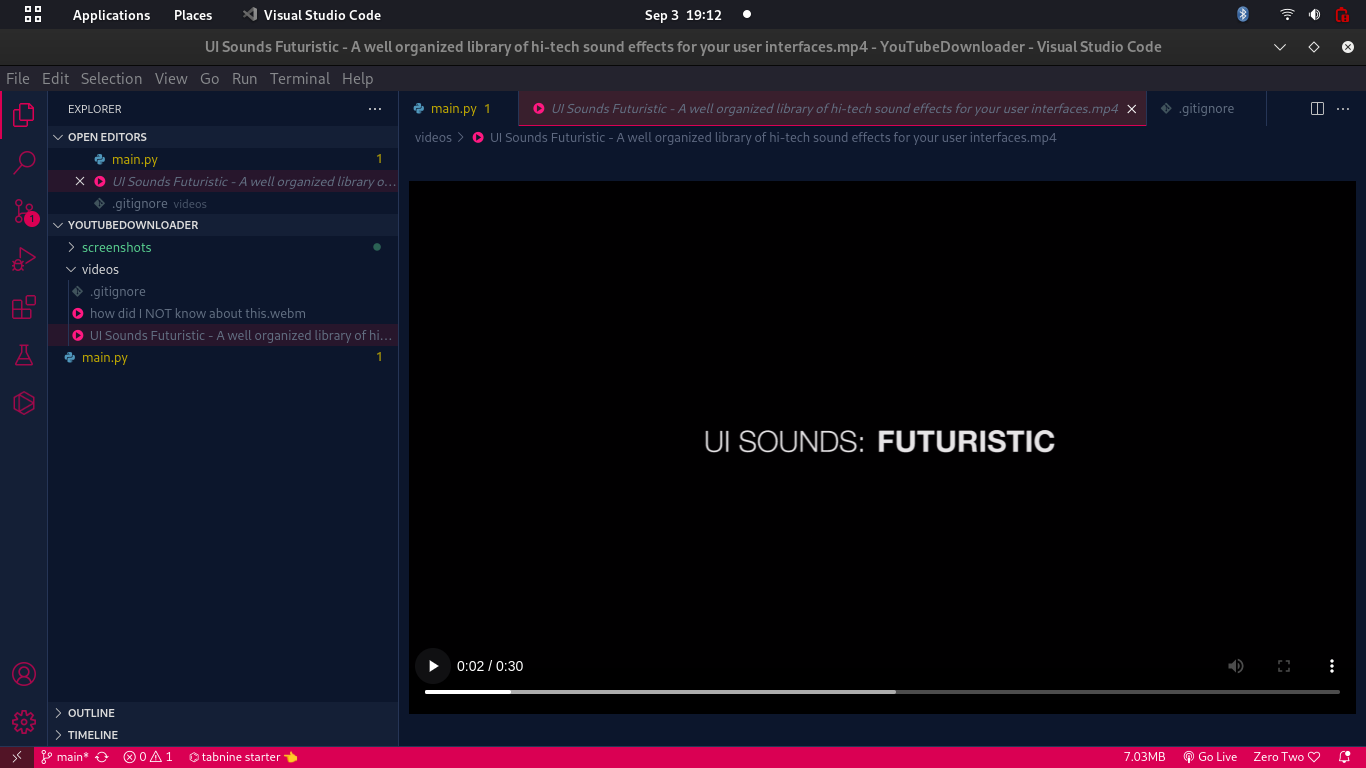 Applications Places Visual Studio Code Sep 3 19:12
UI Sounds Futuristic - A well organized library of hi-tech sound effects for your user interfaces.mp4 - YouTubeDownloader - Visual Studio Code
File Edit Selection View Go Run Terminal Help
EXPLORER
OPEN EDITORS
main.py 1
UI Sounds Futuristic - A well organized library o...
.gitignore videos
YOUTUBEDOWNLOADER
screenshots
videos
.gitignore
how did I NOT know about this.webm
UI Sounds Futuristic - A well organized library of hi...
main.py 1
OUTLINE
TIMELINE
1
main.py 1 UI Sounds Futuristic - A well organized library of hi-tech sound effects for your user interfaces.mp4 .gitignore
videos UI Sounds Futuristic - A well organized library of hi-tech sound effects for your user interfaces.mp4
UI SOUNDS: FUTURISTIC
0:02 / 0:30
main* 0 1 tabnine starter 👈 7.03MB Go Live Zero Two